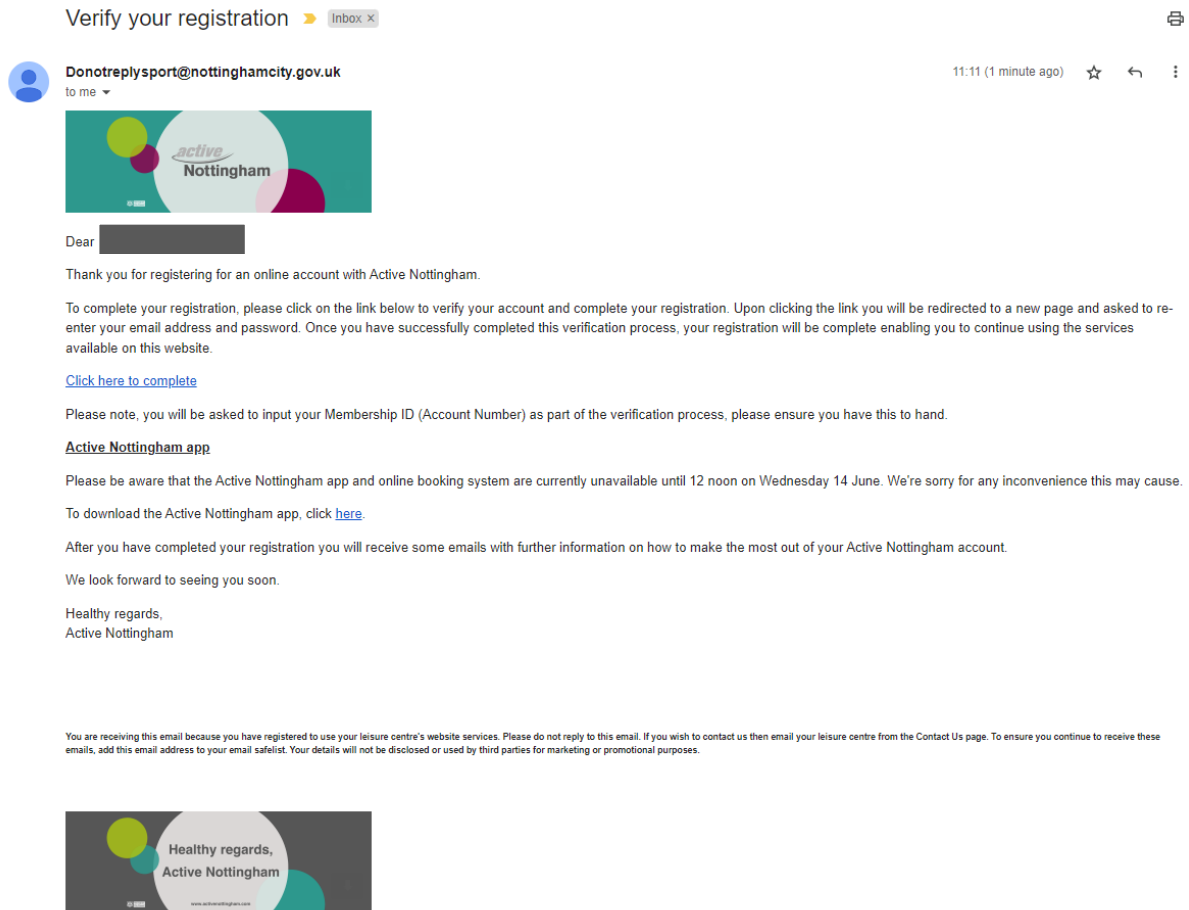 Verify your registration Inbox ×
Donotreplysport@nottinghamcity.gov.uk 11:11 (1 minute ago)
to me
active
Nottingham
Dear
Thank you for registering for an online account with Active Nottingham.
To complete your registration, please click on the link below to verify your account and complete your registration. Upon clicking the link you will be redirected to a new page and asked to re-
enter your email address and password. Once you have successfully completed this verification process, your registration will be complete enabling you to continue using the services
available on this website.
Click here to complete
Please note, you will be asked to input your Membership ID (Account Number) as part of the verification process, please ensure you have this to hand.
Active Nottingham app
Please be aware that the Active Nottingham app and online booking system are currently unavailable until 12 noon on Wednesday 14 June. We're sorry for any inconvenience this may cause.
To download the Active Nottingham app, click here.
After you have completed your registration you will receive some emails with further information on how to make the most out of your Active Nottingham account.
We look forward to seeing you soon.
Healthy regards,
Active Nottingham
You are receiving this email because you have registered to use your leisure centre's website services. Please do not reply to this email. If you wish to contact us then email your leisure centre from the Contact Us page. To ensure you continue to receive these
emails, add this email address to your email safelist. Your details will not be disclosed or used by third parties for marketing or promotional purposes.
Healthy regards,
Active Nottingham
www.activenottingham.com